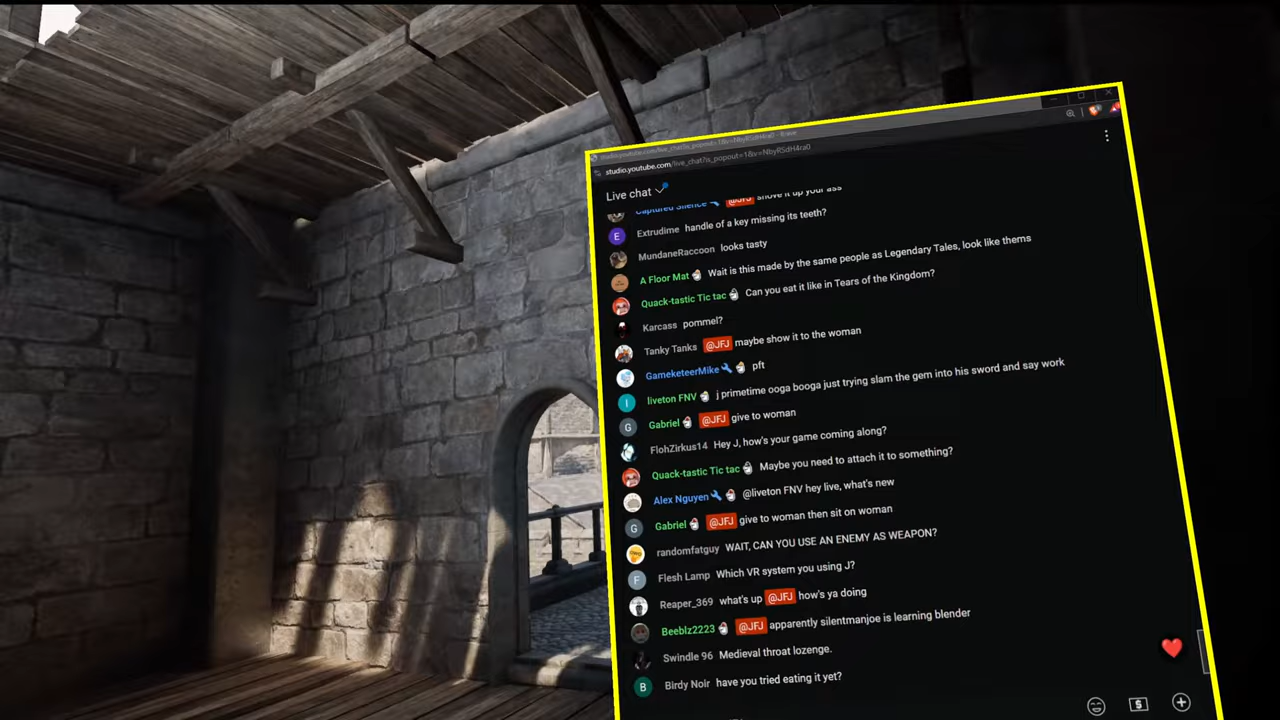 studio.youtube.com/live_chat?is_popout=1&v=NbyR5dH4ra0
Live chat
Captured Silence @JFJ shove it up your ass
E Extrudime handle of a key missing its teeth?
MundaneRaccoon looks tasty
A Floor Mat Wait is this made by the same people as Legendary Tales, look like thems
Quack-tastic Tic tac Can you eat it like in Tears of the Kingdom?
Karcass pommel?
Tanky Tanks @JFJ maybe show it to the woman
GameketeerMike pft
I liveton FNV j primetime ooga booga just trying slam the gem into his sword and say work
G Gabriel @JFJ give to woman
FlohZirkus14 Hey J, how's your game coming along?
Quack-tastic Tic tac Maybe you need to attach it to something?
Alex Nguyen @liveton FNV hey live, what's new
G Gabriel @JFJ give to woman then sit on woman
randomfatguy WAIT, CAN YOU USE AN ENEMY AS WEAPON?
F Flesh Lamp Which VR system you using J?
Reaper_369 what's up @JFJ how's ya doing
Beeblz2223 @JFJ apparently silentmanjoe is learning blender
Swindle 96 Medieval throat lozenge.
B Birdy Noir have you tried eating it yet?